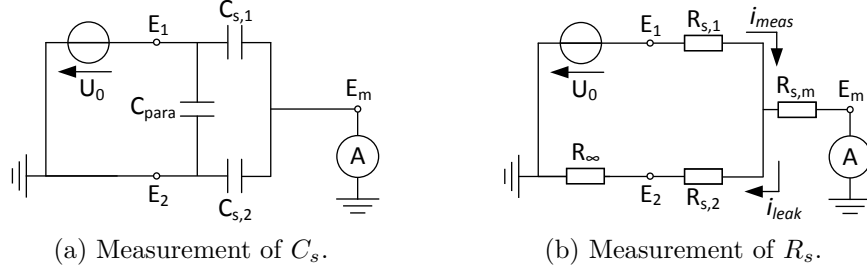 E1
Cs,1
U0
Cpara
Em
A
E2
Cs,2
(a) Measurement of Cs.
E1
Rs,1
imeas
U0
Rs,m
Em
R∞
A
E2
Rs,2
ileak
(b) Measurement of Rs.